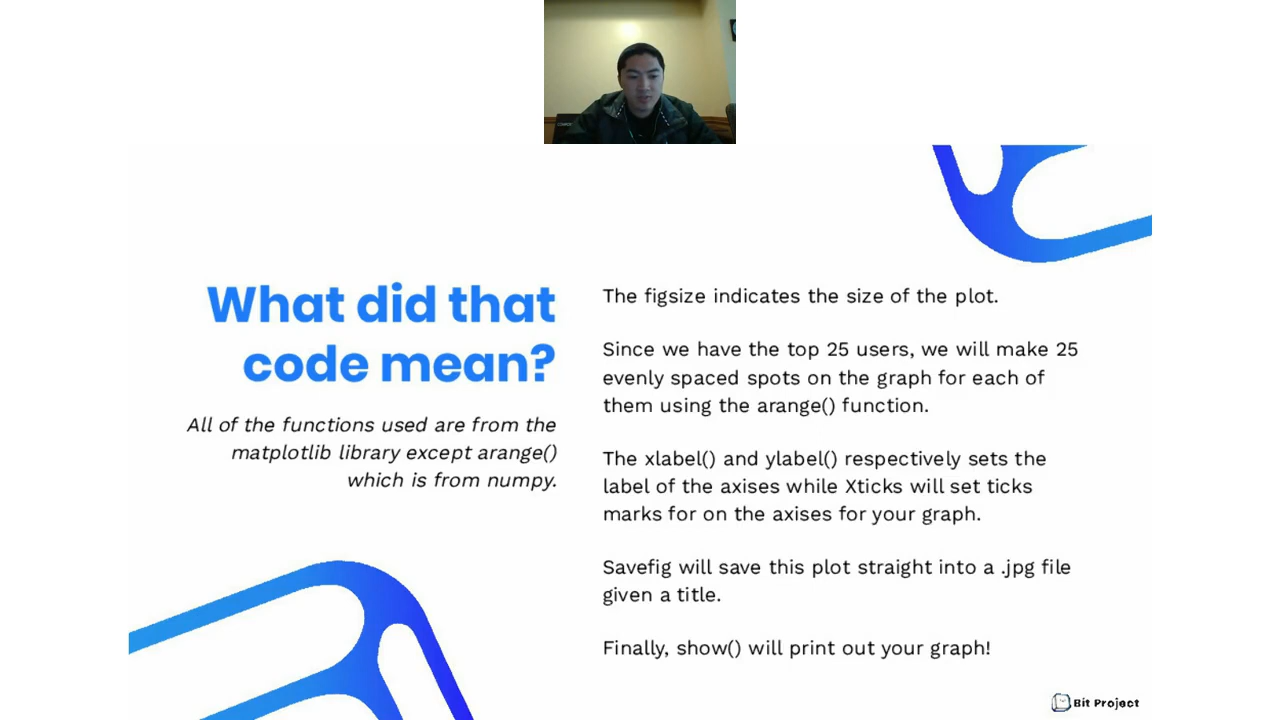 What did that
code mean?
All of the functions used are from the
matplotlib library except arange()
which is from numpy.
The figsize indicates the size of the plot.
Since we have the top 25 users, we will make 25
evenly spaced spots on the graph for each of
them using the arange() function.
The xlabel() and ylabel() respectively sets the
label of the axises while Xticks will set ticks
marks for on the axises for your graph.
Savefig will save this plot straight into a .jpg file
given a title.
Finally, show() will print out your graph!
Bit Project